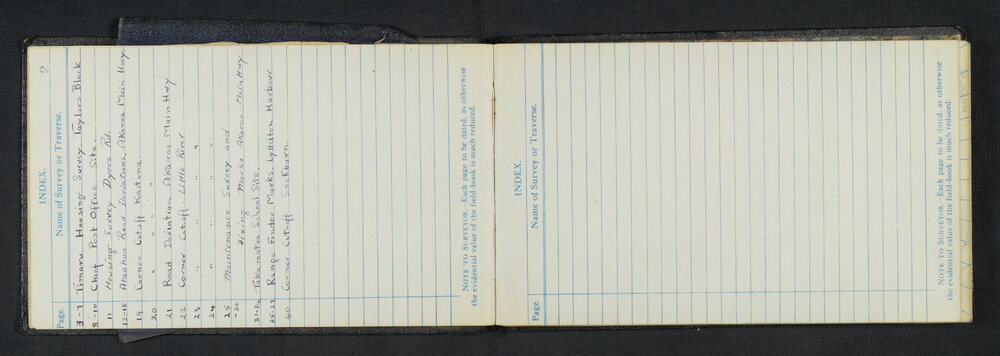 2
INDEX.
Page. Name of Survey or Traverse.
3-7 Timaru Housing Survey. Taylors Block
8-10 Chief Post Office Site.
11 Housing Survey Dyers Rd.
12-18 Ataahua Road Deviations, Akaroa Main Hwy.
19 Corner Cutoff Kaituna
20 " " "
21 Road Deviation Akaroa Main Hwy
22 Corner Cutoff - Little River
23 " " "
24 " " "
25 Maintenance Survey and
-30 Fixing Marks Akaroa-Main Hwy
31-34 Takamatua School Site.
35-39 Range Finder Marks, Lyttelton Harbour
40 Corner Cutoff Sockburn.
NOTE TO SURVEYOR.—Each page to be dated, as otherwise
the evidential value of the field-book is much reduced.
INDEX.
Page. Name of Survey or Traverse.
NOTE TO SURVEYOR.—Each page to be dated, as otherwise
the evidential value of the field-book is much reduced.